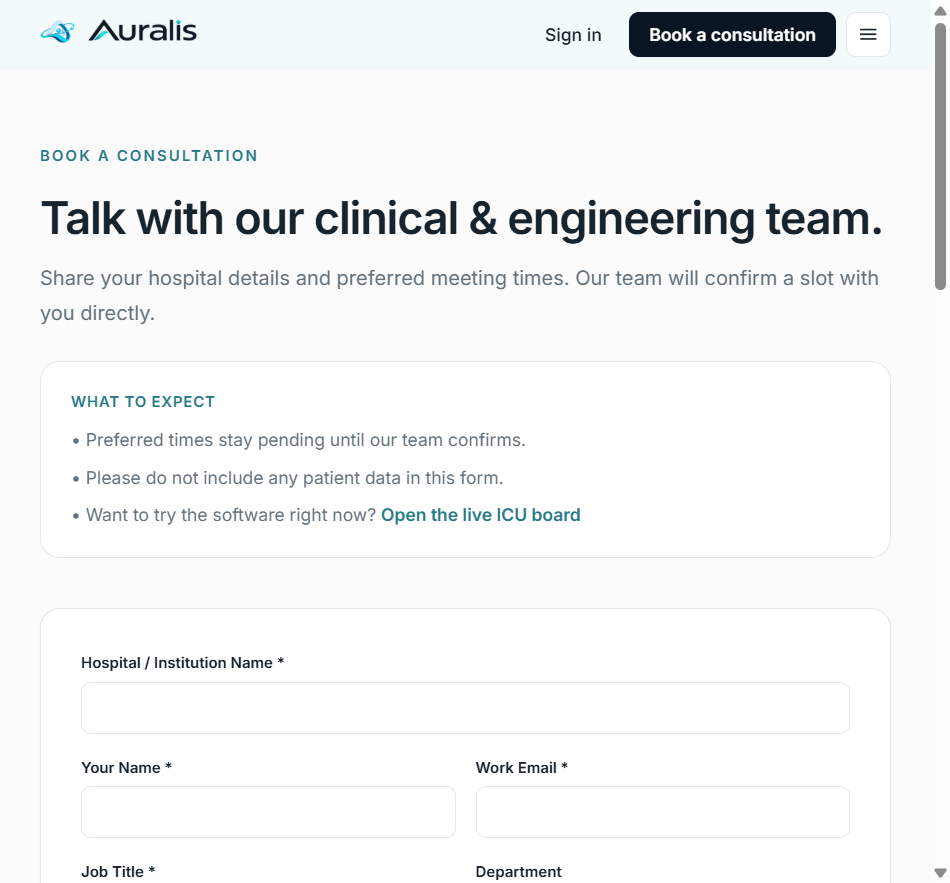 Auralis
Sign in
Book a consultation
BOOK A CONSULTATION
Talk with our clinical & engineering team.
Share your hospital details and preferred meeting times. Our team will confirm a slot with
you directly.
WHAT TO EXPECT
• Preferred times stay pending until our team confirms.
• Please do not include any patient data in this form.
• Want to try the software right now? Open the live ICU board
Hospital / Institution Name *
Your Name *
Work Email *
Job Title *
Department